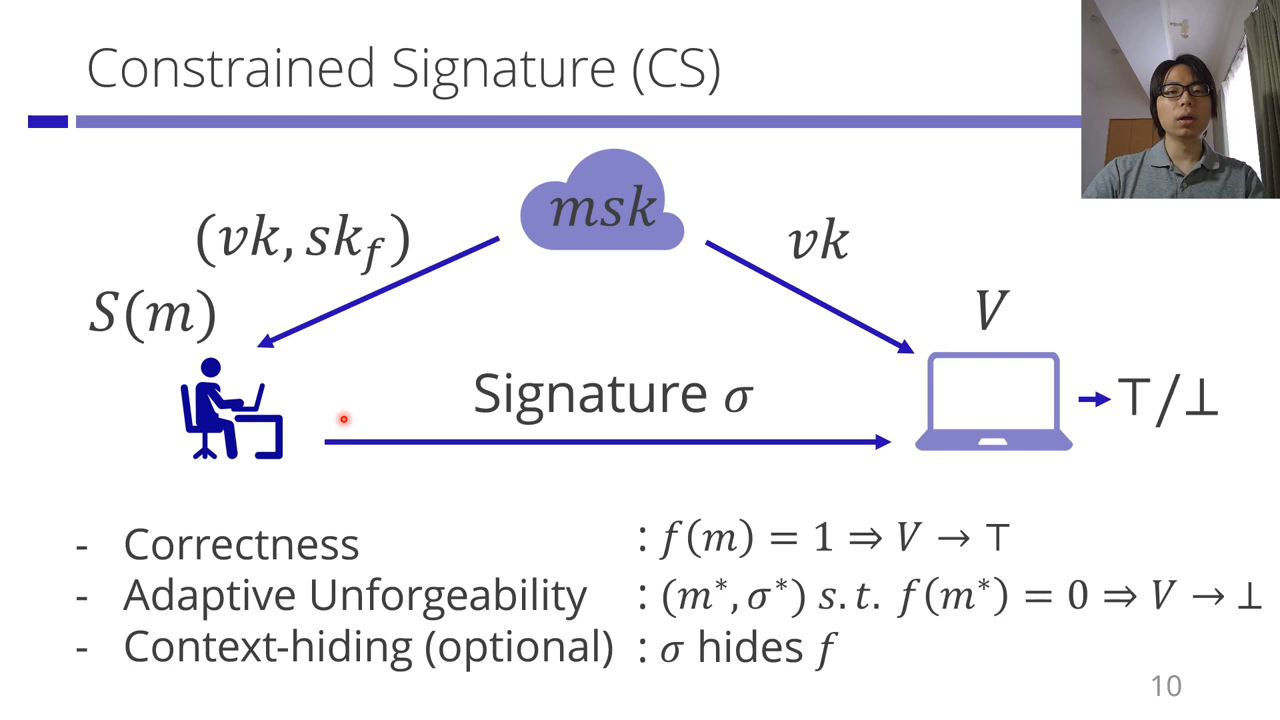 Constrained Signature (CS)
msk
(vk, sk_f)
vk
S(m)
V
Signature σ
⊤/⊥
- Correctness : f(m) = 1 ⇒ V → ⊤
- Adaptive Unforgeability : (m*, σ*) s.t. f(m*) = 0 ⇒ V → ⊥
- Context-hiding (optional) : σ hides f
10